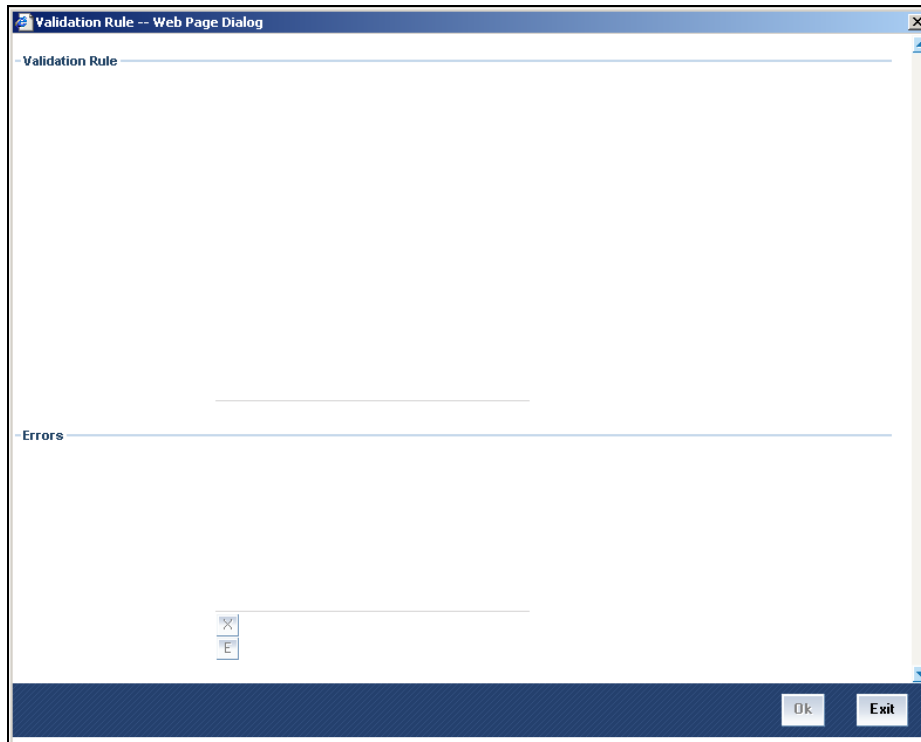 Validation Rule -- Web Page Dialog
Validation Rule
Errors
X
E
Ok
Exit